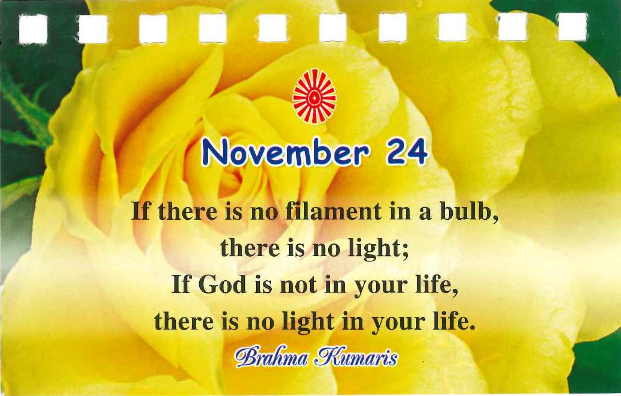 November 24
If there is no filament in a bulb,
there is no light;
If God is not in your life,
there is no light in your life.
Brahma Kumaris